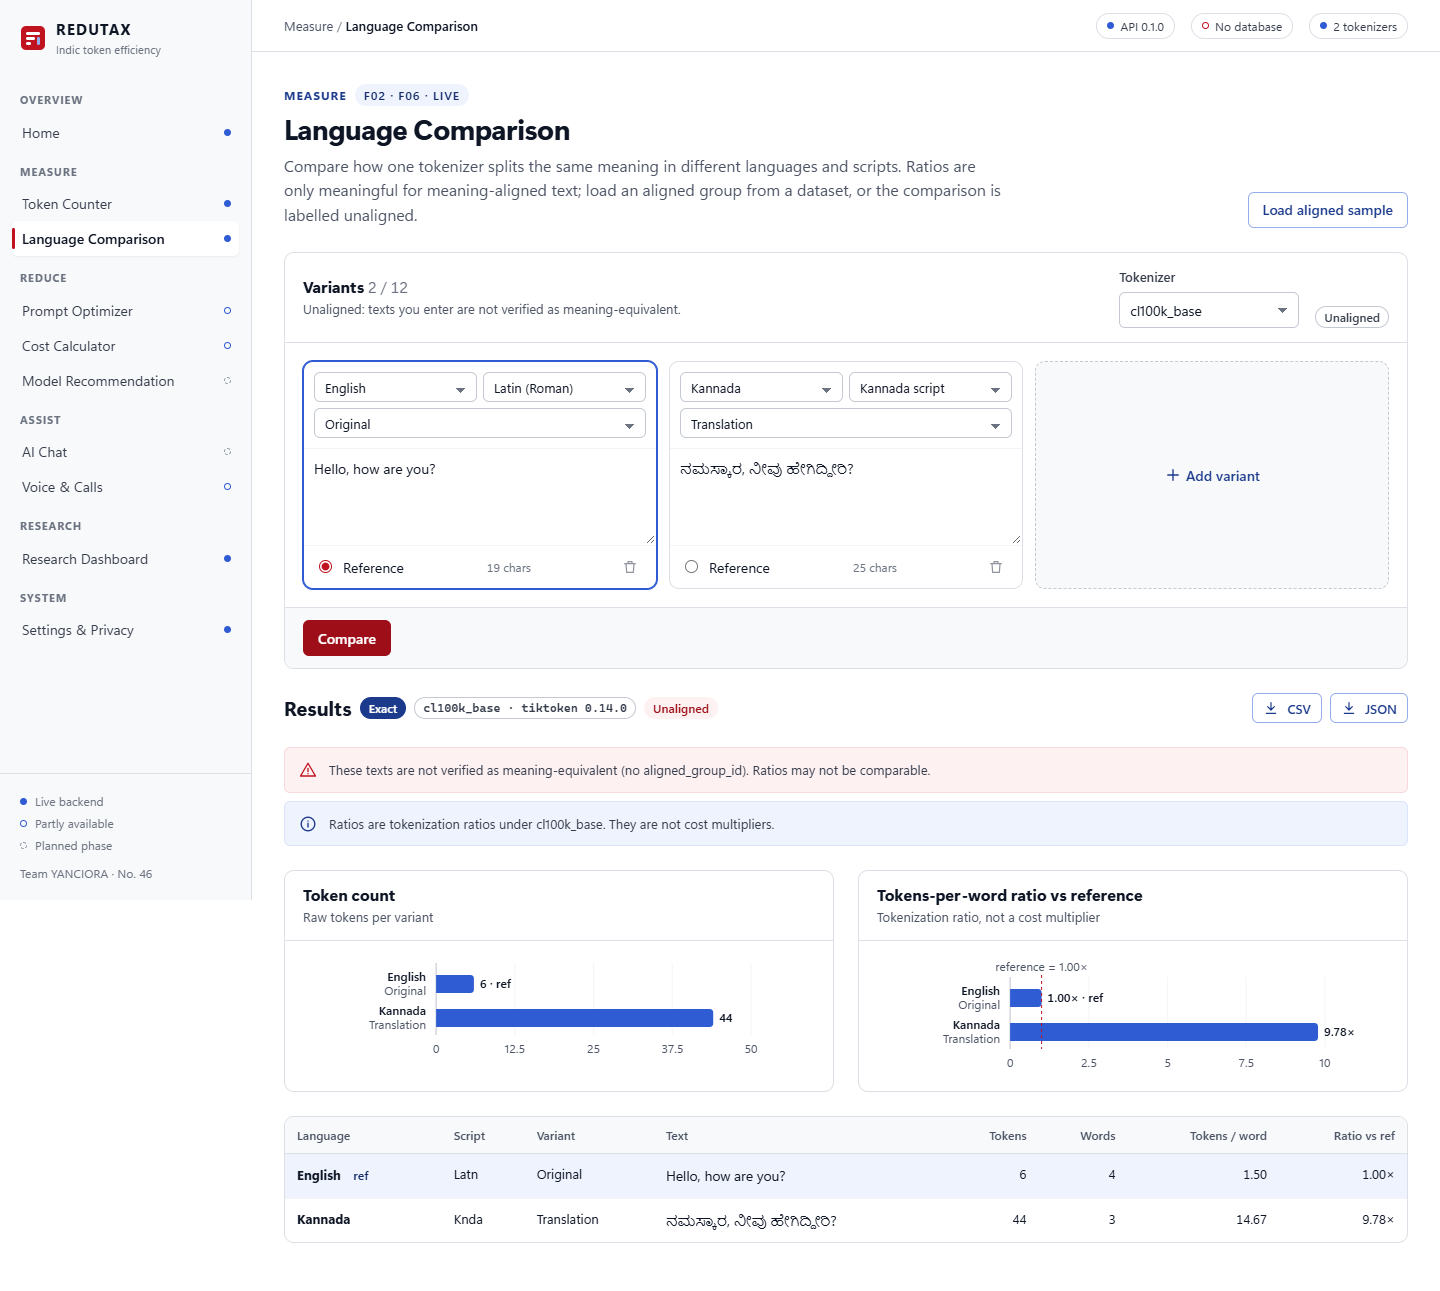 REDUTAX
Indic token efficiency
OVERVIEW
Home
MEASURE
Token Counter
Language Comparison
REDUCE
Prompt Optimizer
Cost Calculator
Model Recommendation
ASSIST
AI Chat
Voice & Calls
RESEARCH
Research Dashboard
SYSTEM
Settings & Privacy
Live backend
Partly available
Planned phase
Team YANCIORA · No. 46
Measure / Language Comparison
API 0.1.0
No database
2 tokenizers
MEASURE F02 · F06 · LIVE
Language Comparison
Compare how one tokenizer splits the same meaning in different languages and scripts. Ratios are
only meaningful for meaning-aligned text; load an aligned group from a dataset, or the comparison is
labelled unaligned.
Load aligned sample
Variants 2 / 12
Unaligned: texts you enter are not verified as meaning-equivalent.
Tokenizer
cl100k_base
Unaligned
English
Latin (Roman)
Original
Hello, how are you?
Reference
19 chars
Kannada
Kannada script
Translation
ನಮಸ್ಕಾರ, ನೀವು ಹೇಗಿದ್ದೀರಿ?
Reference
25 chars
+ Add variant
Compare
Results Exact cl100k_base · tiktoken 0.14.0 Unaligned
CSV
JSON
These texts are not verified as meaning-equivalent (no aligned_group_id). Ratios may not be comparable.
Ratios are tokenization ratios under cl100k_base. They are not cost multipliers.
Token count
Raw tokens per variant
English
Original
6 · ref
Kannada
Translation
44
0 12.5 25 37.5 50
Tokens-per-word ratio vs reference
Tokenization ratio, not a cost multiplier
reference = 1.00×
English
Original
1.00× · ref
Kannada
Translation
9.78×
0 2.5 5 7.5 10
Language Script Variant Text Tokens Words Tokens / word Ratio vs ref
English ref Latn Original Hello, how are you? 6 4 1.50 1.00×
Kannada Knda Translation ನಮಸ್ಕಾರ, ನೀವು ಹೇಗಿದ್ದೀರಿ? 44 3 14.67 9.78×